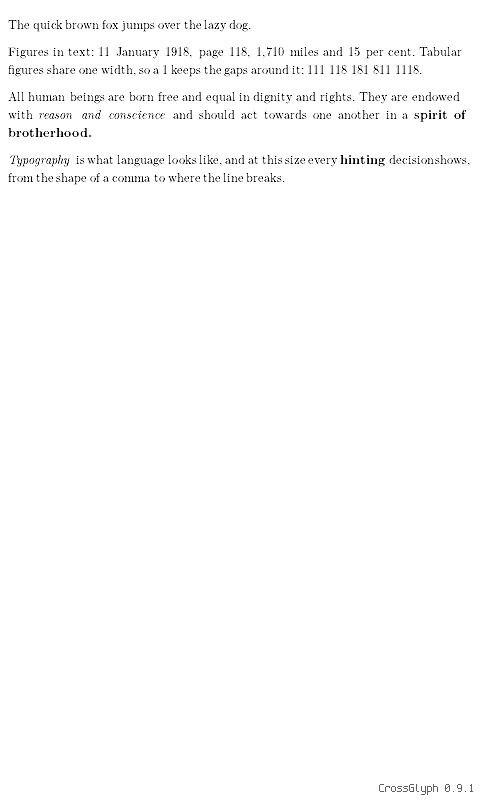 The quick brown fox jumps over the lazy dog.
Figures in text: 11 January 1918, page 118, 1,710 miles and 15 per cent. Tabular
figures share one width, so a 1 keeps the gaps around it: 111 118 181 811 1118.
All human beings are born free and equal in dignity and rights. They are endowed
with reason and conscience and should act towards one another in a spirit of
brotherhood.
Typography is what language looks like, and at this size every hinting decision shows,
from the shape of a comma to where the line breaks.
CrossGlyph 0.9.1